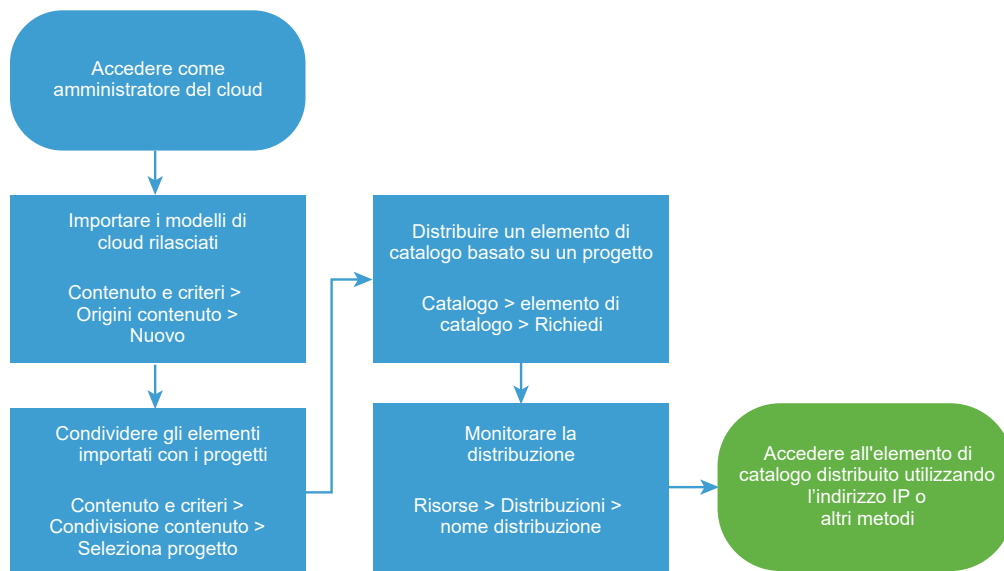 Accedere come
amministratore del cloud
Importare i modelli di
cloud rilasciati
Contenuto e criteri >
Origini contenuto >
Nuovo
Condividere gli elementi
importati con i progetti
Contenuto e criteri >
Condivisione contenuto >
Seleziona progetto
Distribuire un elemento di
catalogo basato su un progetto
Catalogo > elemento di
catalogo > Richiedi
Monitorare la
distribuzione
Risorse > Distribuzioni >
nome distribuzione
Accedere all'elemento di
catalogo distribuito utilizzando
l’indirizzo IP o
altri metodi